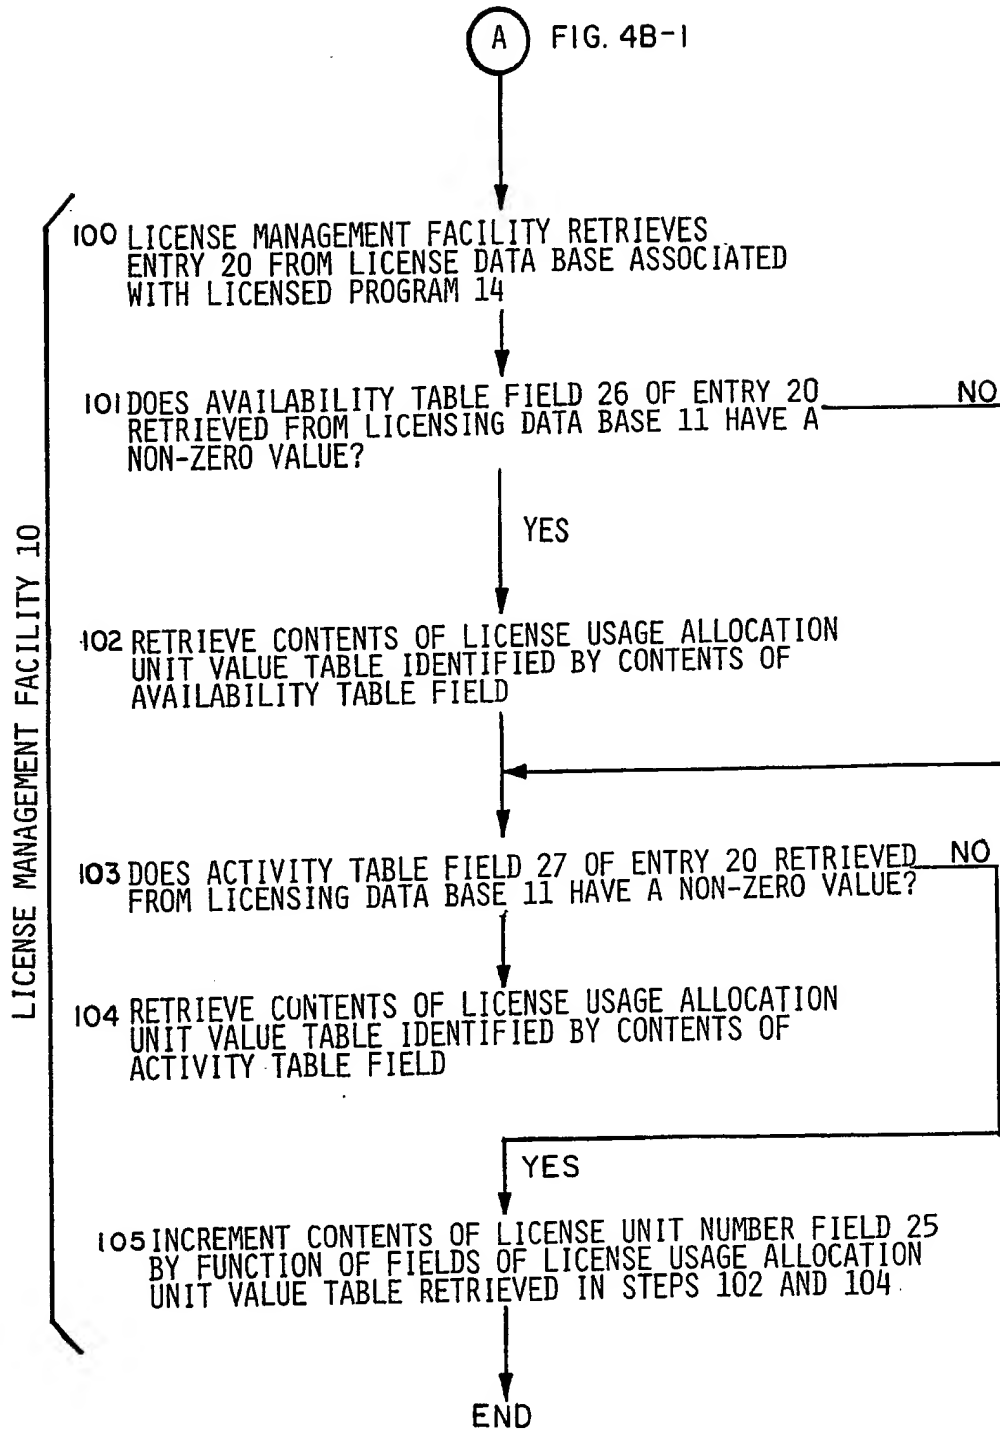 A FIG. 4B-1
100 LICENSE MANAGEMENT FACILITY RETRIEVES
ENTRY 20 FROM LICENSE DATA BASE ASSOCIATED
WITH LICENSED PROGRAM 14
101 DOES AVAILABILITY TABLE FIELD 26 OF ENTRY 20 NO
RETRIEVED FROM LICENSING DATA BASE 11 HAVE A
NON-ZERO VALUE?
YES
102 RETRIEVE CONTENTS OF LICENSE USAGE ALLOCATION
UNIT VALUE TABLE IDENTIFIED BY CONTENTS OF
AVAILABILITY TABLE FIELD
103 DOES ACTIVITY TABLE FIELD 27 OF ENTRY 20 RETRIEVED NO
FROM LICENSING DATA BASE 11 HAVE A NON-ZERO VALUE?
104 RETRIEVE CONTENTS OF LICENSE USAGE ALLOCATION
UNIT VALUE TABLE IDENTIFIED BY CONTENTS OF
ACTIVITY TABLE FIELD
YES
105 INCREMENT CONTENTS OF LICENSE UNIT NUMBER FIELD 25
BY FUNCTION OF FIELDS OF LICENSE USAGE ALLOCATION
UNIT VALUE TABLE RETRIEVED IN STEPS 102 AND 104
END
LICENSE MANAGEMENT FACILITY 10